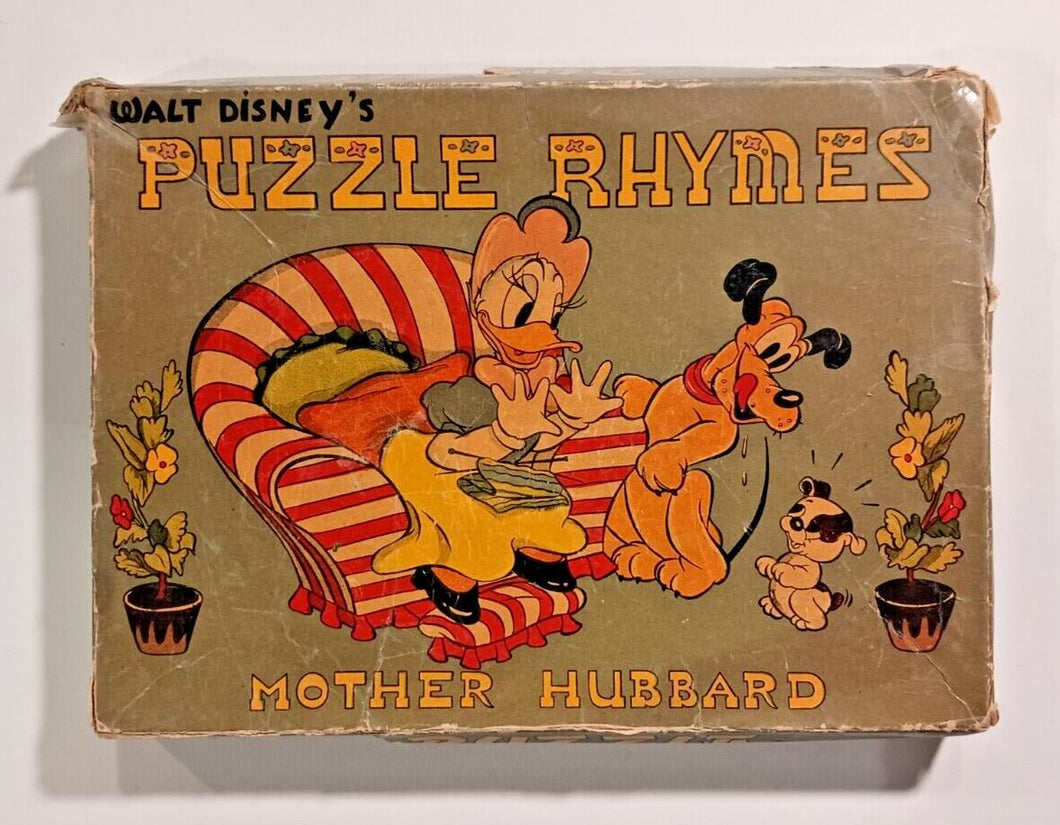 WALT DISNEY'S
PUZZLE RHYMES
MOTHER HUBBARD